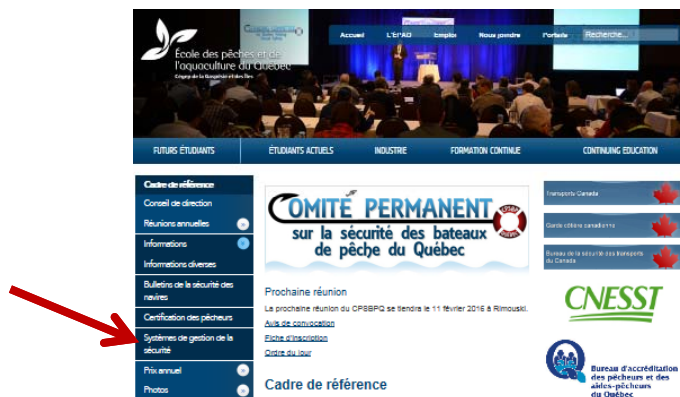 COMITÉ PERMANENT
Accueil
L'ÉPAQ
Emploi
Nous joindre
Portails
Recherche...
École des pêches et de
l'aquaculture du Québec
Cégep de la Gaspésie et des Îles
FUTURS ÉTUDIANTS
ÉTUDIANTS ACTUELS
INDUSTRIE
FORMATION CONTINUE
CONTINUING EDUCATION
Cadre de référence
Conseil de direction
Réunions annuelles
Informations
Informations diverses
Bulletins de la sécurité des
navires
Certification des pêcheurs
Systèmes de gestion de la
sécurité
Prix annuel
Photos
COMITÉ PERMANENT
CPSBPQ
sur la sécurité des bateaux
de pêche du Québec
Prochaine réunion
La prochaine réunion du CPSBPQ se tiendra le 11 février 2016 à Rimouski.
Avis de convocation
Fiche d'inscription
Ordre du jour
Cadre de référence
Transports Canada
Garde côtière canadienne
Bureau de la sécurité des transports
du Canada
CNESST
Bureau d'accréditation
des pêcheurs et des
aides-pêcheurs
du Québec